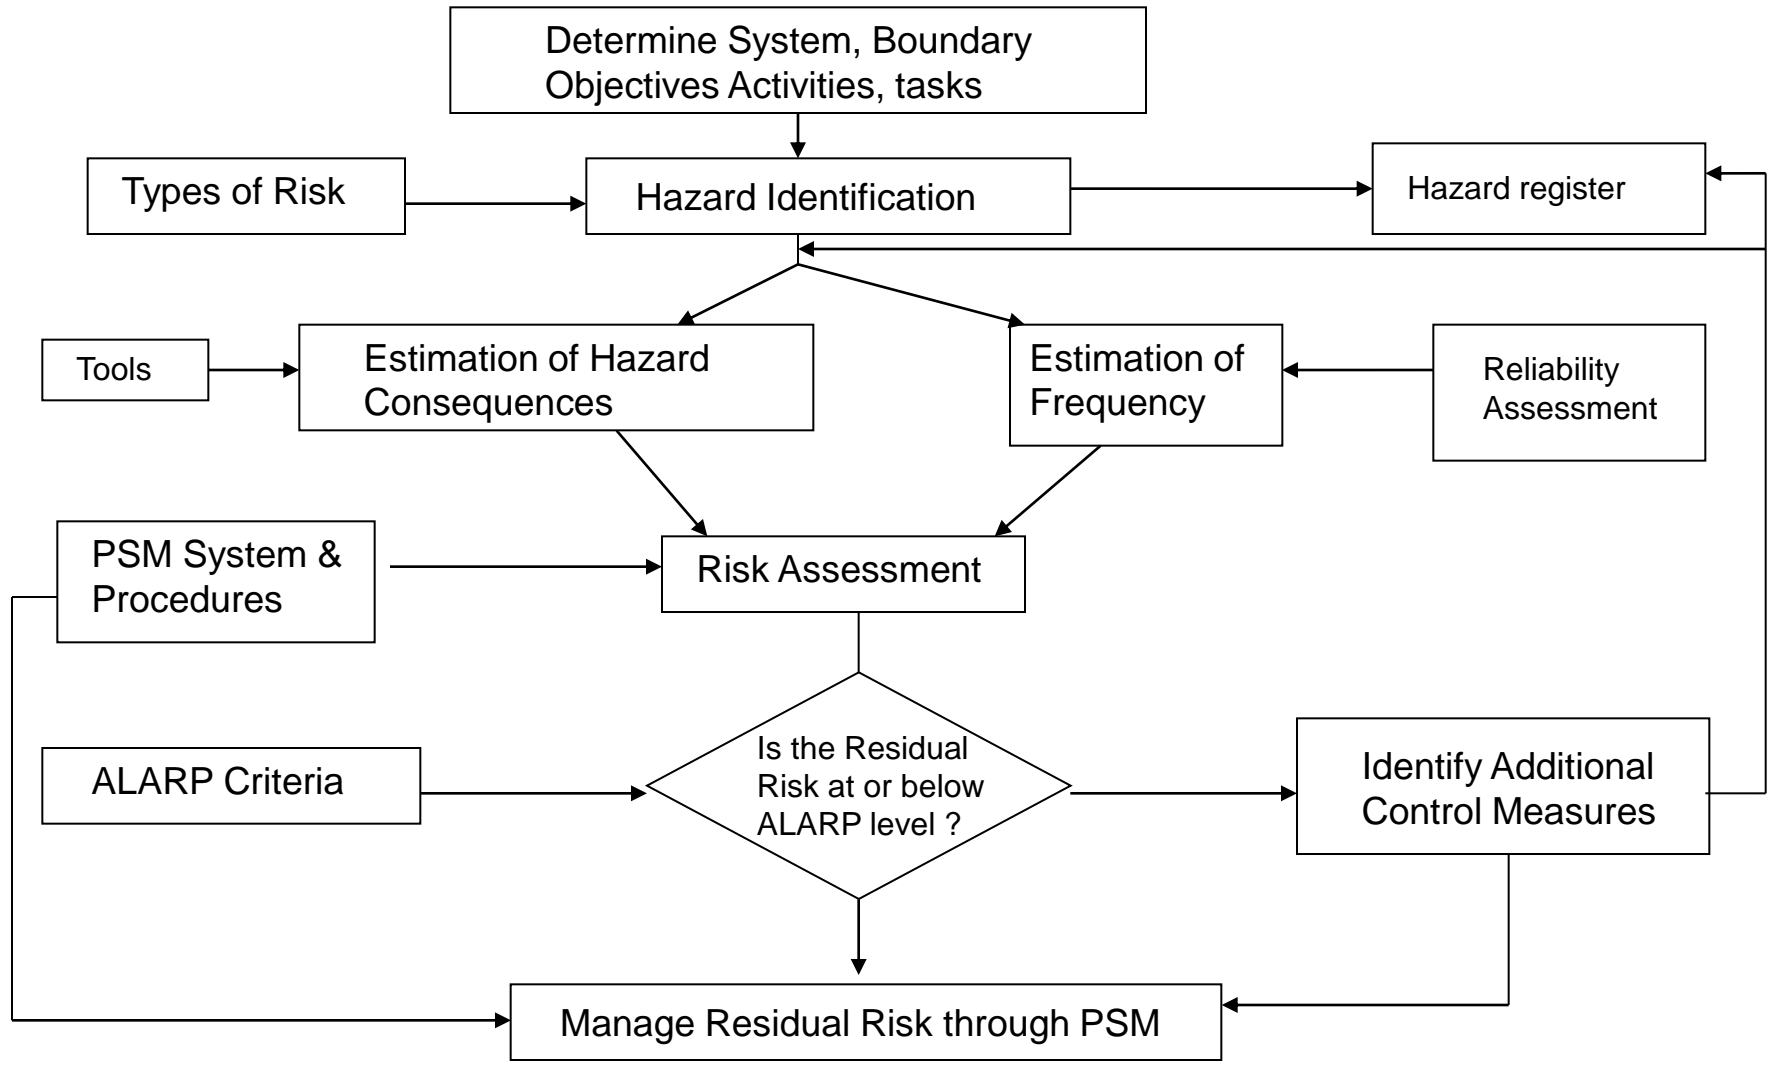 Determine System, Boundary
Objectives Activities, tasks
Types of Risk
Hazard Identification
Hazard register
Tools
Estimation of Hazard
Consequences
Estimation of
Frequency
Reliability
Assessment
PSM System &
Procedures
Risk Assessment
ALARP Criteria
Is the Residual
Risk at or below
ALARP level ?
Identify Additional
Control Measures
Manage Residual Risk through PSM